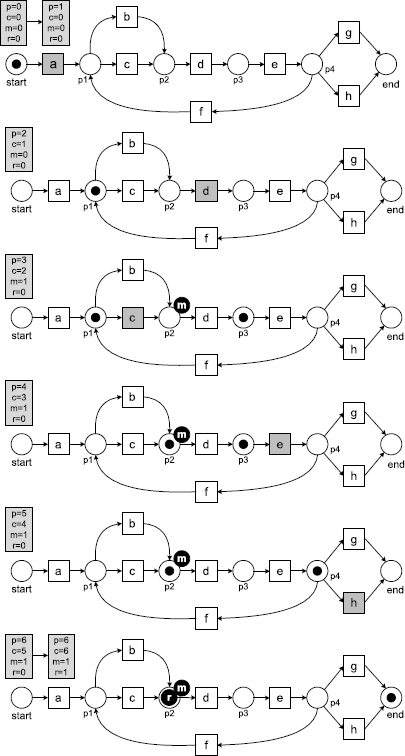 p=0 p=1
c=0 c=0
m=0 m=0
r=0 r=0
b g
a c d e
start p1 p2 p3 p4 end
f h
p=2
c=1
m=0
r=0
b g
a c d e
start p1 p2 p3 p4 end
f h
p=3
c=2
m=1
r=0
b g
m
a c d e
start p1 p2 p3 p4 end
f h
p=4
c=3
m=1
r=0
b g
m
a c d e
start p1 p2 p3 p4 end
f h
p=5
c=4
m=1
r=0
b g
m
a c d e
start p1 p2 p3 p4 end
f h
p=6 p=6
c=5 c=6
m=1 m=1
r=0 r=1
b g
m
a c r d e
start p1 p2 p3 p4 end
f h